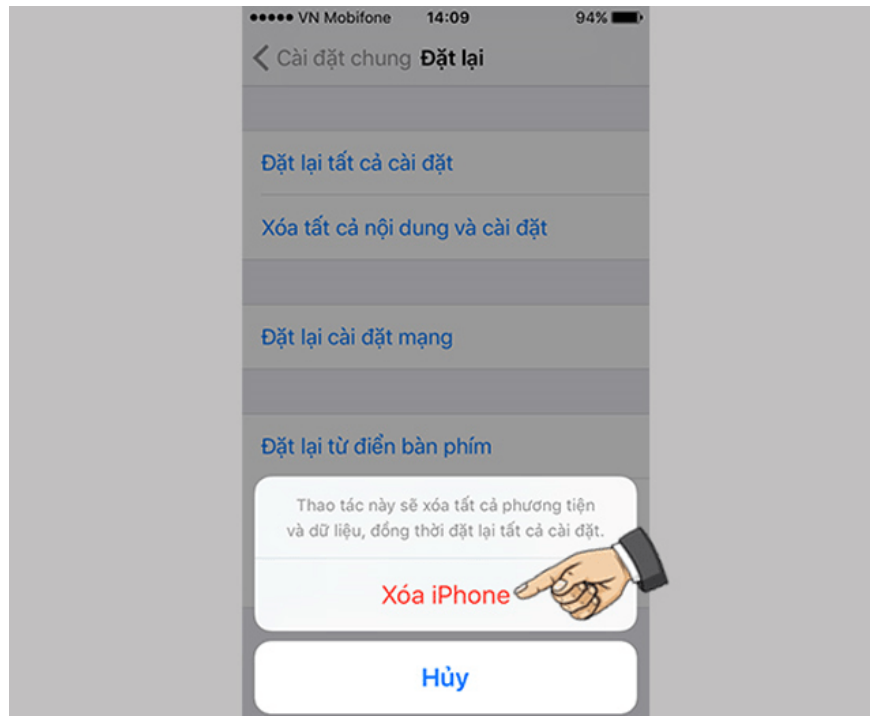 VN Mobifone 14:09 94%
Cài đặt chung Đặt lại
Đặt lại tất cả cài đặt
Xóa tất cả nội dung và cài đặt
Đặt lại cài đặt mạng
Đặt lại từ điển bàn phím
Thao tác này sẽ xóa tất cả phương tiện
và dữ liệu, đồng thời đặt lại tất cả cài đặt.
Xóa iPhone
Hủy